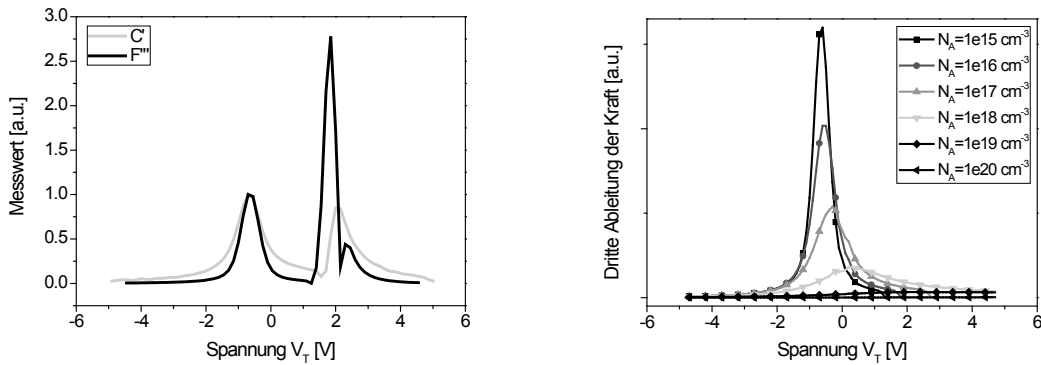 3.0
2.5
2.0
1.5
1.0
0.5
0.0
Messwert [a.u.]
C'
F'''
-6 -4 -2 0 2 4 6
Spannung V_T [V]
Dritte Ableitung der Kraft [a.u.]
N_A=1e15 cm⁻³
N_A=1e16 cm⁻³
N_A=1e17 cm⁻³
N_A=1e18 cm⁻³
N_A=1e19 cm⁻³
N_A=1e20 cm⁻³
-6 -4 -2 0 2 4 6
Spannung V_T [V]